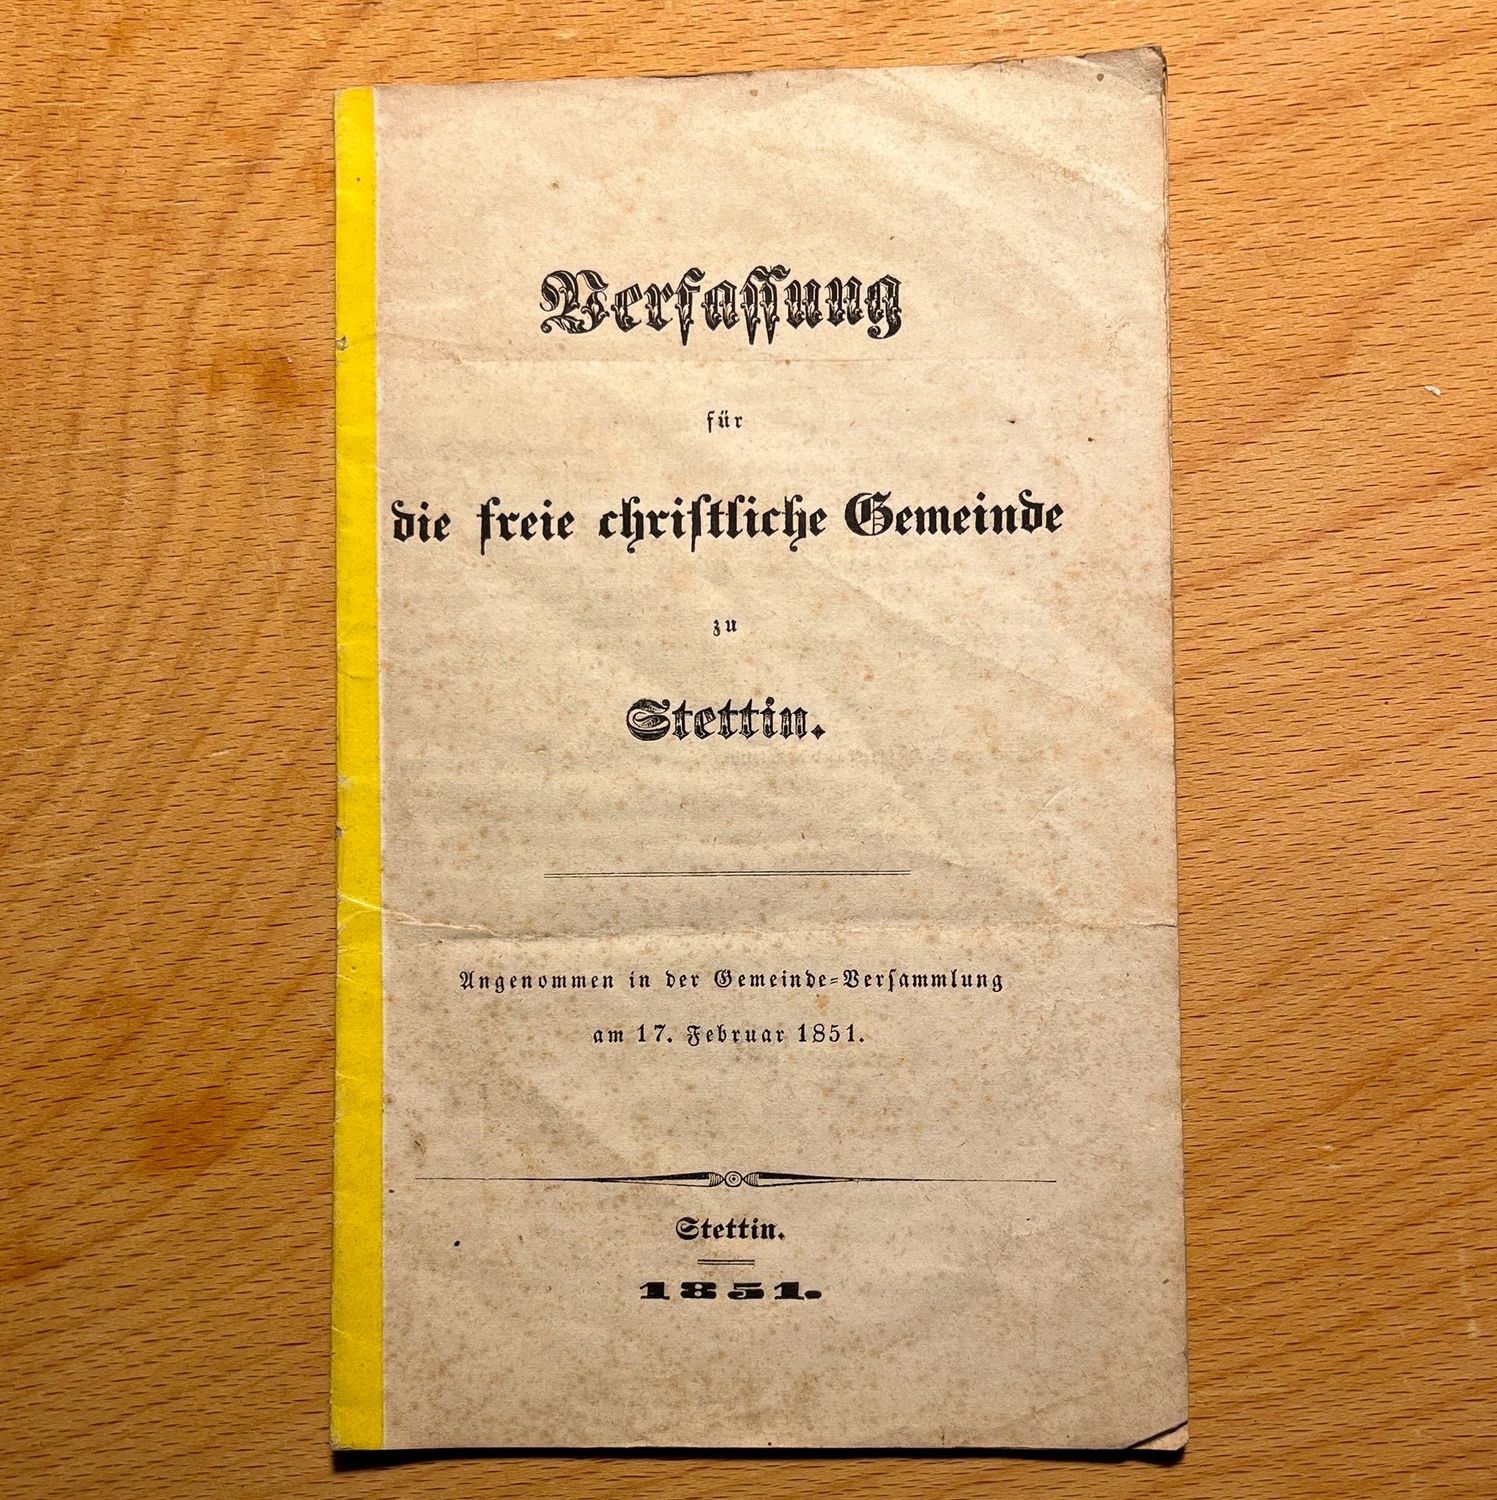 Verfaſſung
für
die freie chriſtliche Gemeinde
zu
Stettin.
Angenommen in der Gemeinde-Verſammlung
am 17. Februar 1851.
Stettin.
1851.